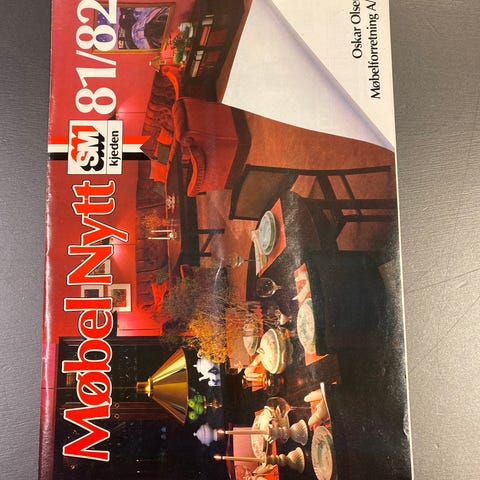 Møbel Nytt
SM
kjeden
81/82
Oskar Olse
Møbelforretning A/